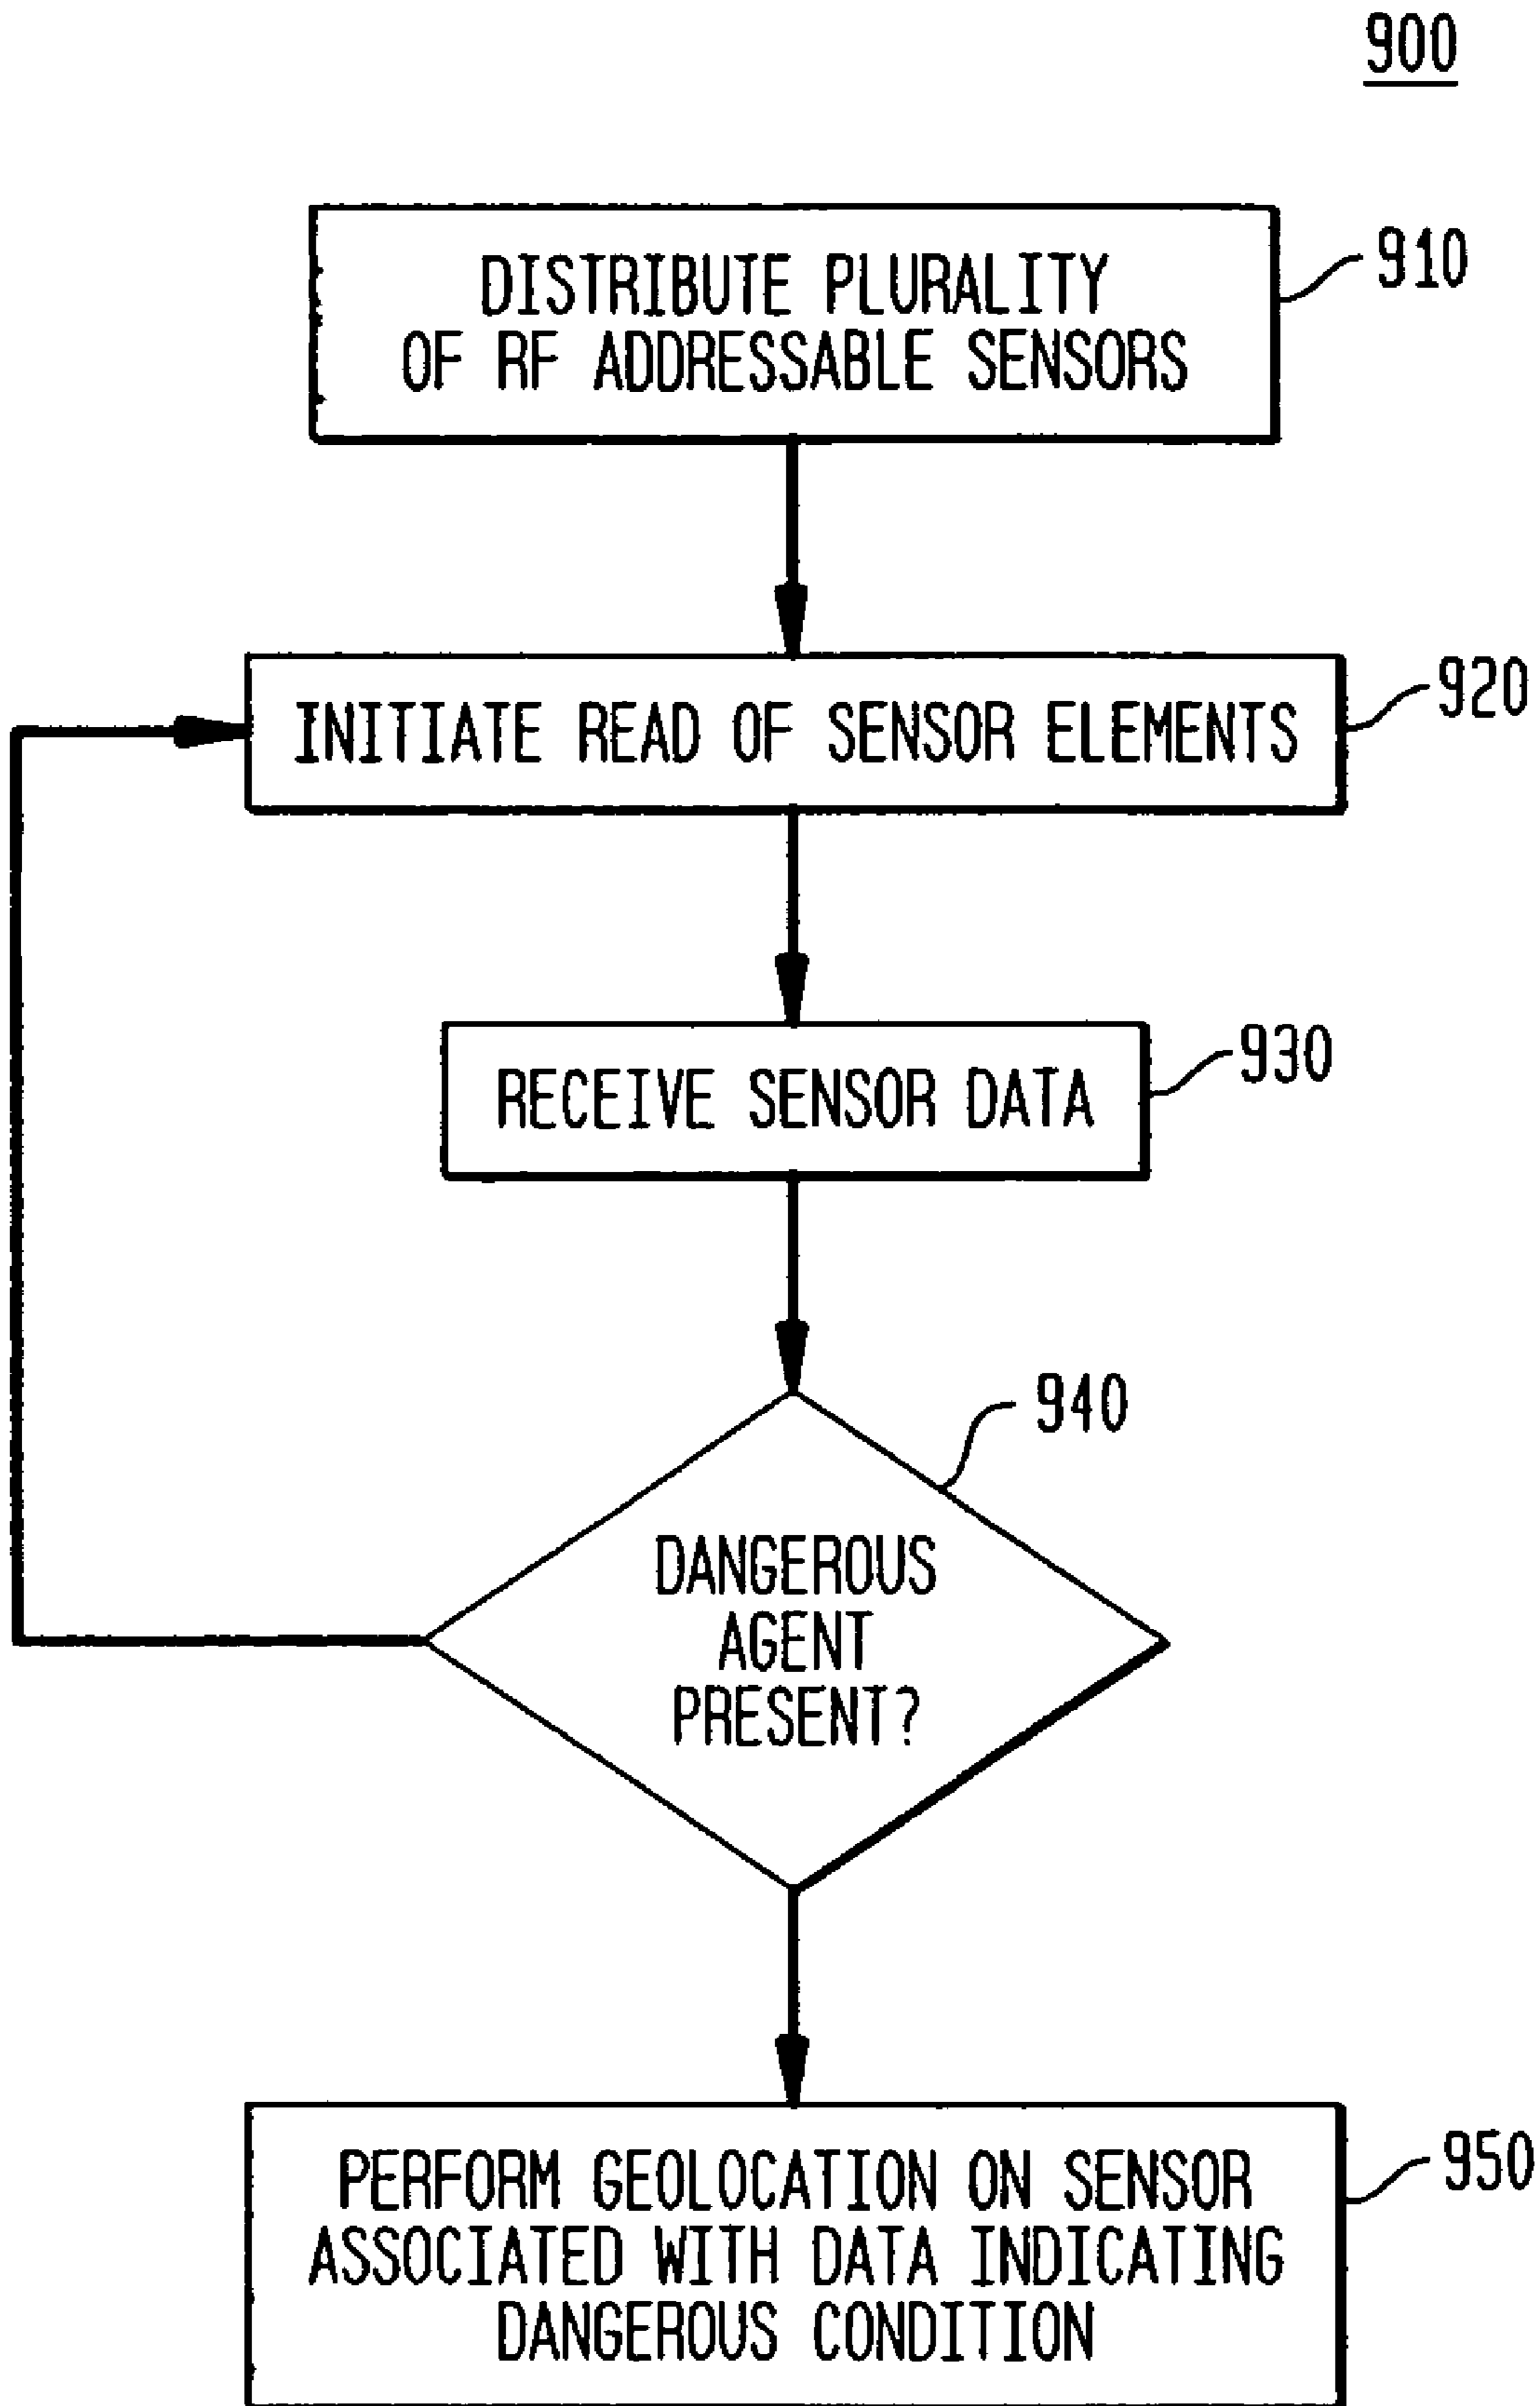 900
DISTRIBUTE PLURALITY
OF RF ADDRESSABLE SENSORS
910
INITIATE READ OF SENSOR ELEMENTS
920
RECEIVE SENSOR DATA
930
940
DANGEROUS
AGENT
PRESENT?
PERFORM GEOLOCATION ON SENSOR
ASSOCIATED WITH DATA INDICATING
DANGEROUS CONDITION
950